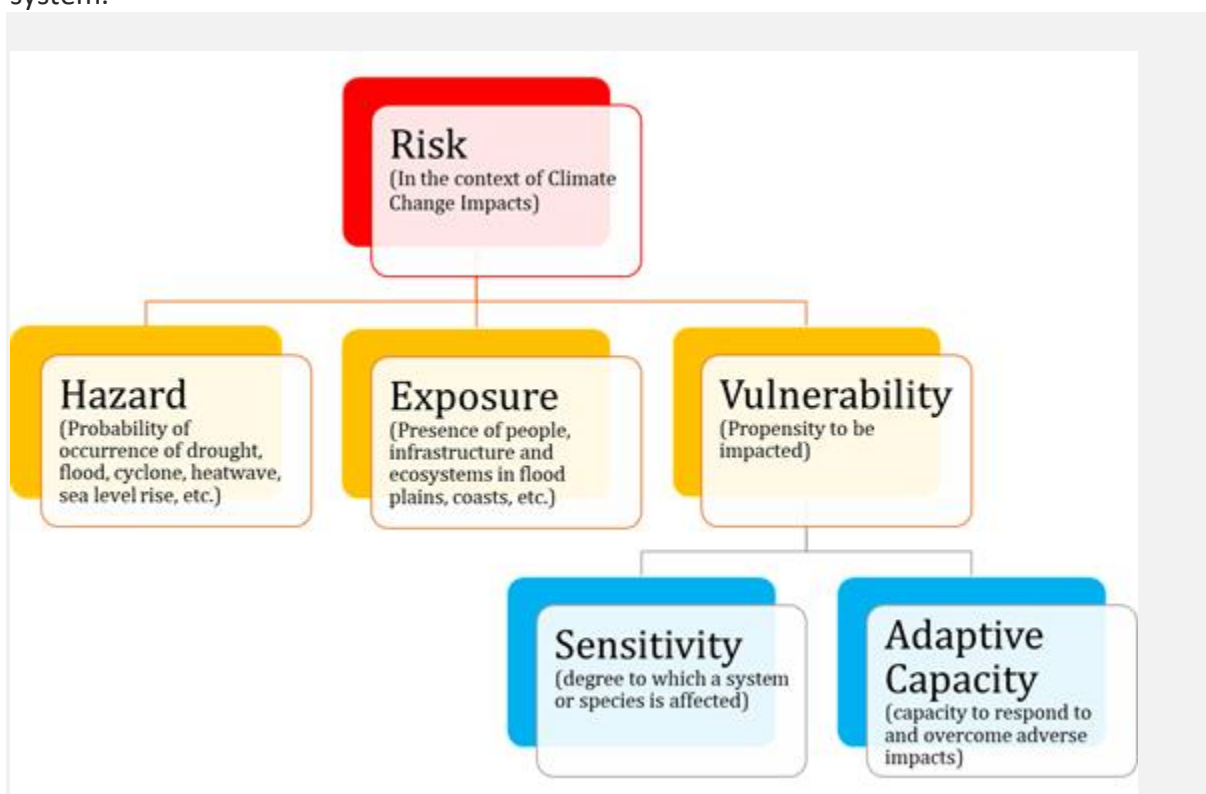 system.
Risk
(In the context of Climate
Change Impacts)
Hazard
(Probability of
occurrence of drought,
flood, cyclone, heatwave,
sea level rise, etc.)
Exposure
(Presence of people,
infrastructure and
ecosystems in flood
plains, coasts, etc.)
Vulnerability
(Propensity to be
impacted)
Sensitivity
(degree to which a system
or species is affected)
Adaptive
Capacity
(capacity to respond to
and overcome adverse
impacts)